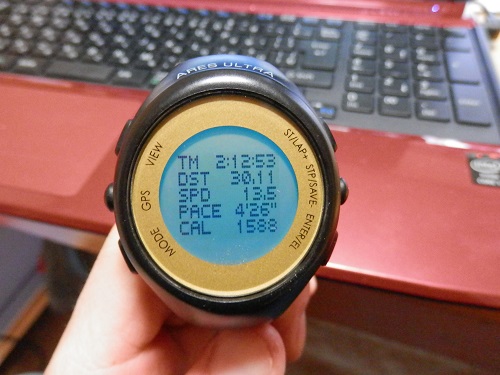 ARES ULTRA
VIEW
GPS
MODE
ST/LAP+
STP/SAVE-
ENTER/EL
TM 2:12:53
DST 30.11
SPD 13.5
PACE 4'25"
CAL 1588